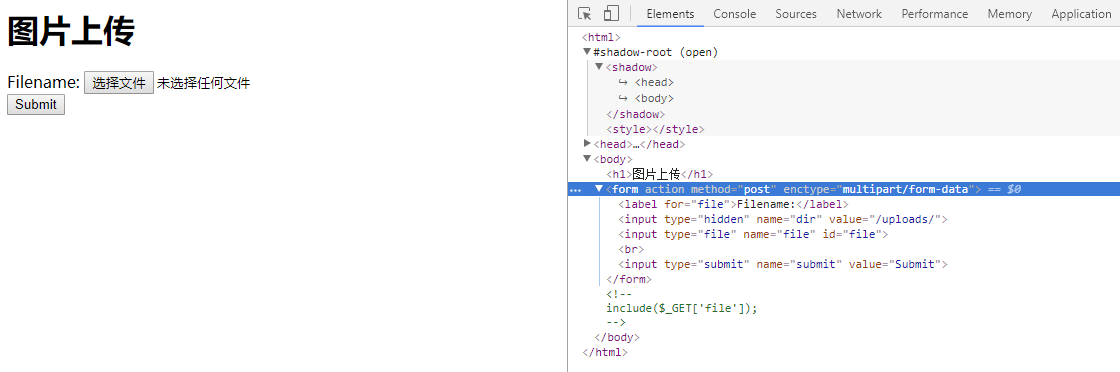 图片上传
Filename: 选择文件 未选择任何文件
Submit
Elements Console Sources Network Performance Memory Application
<html>
▼#shadow-root (open)
▼<shadow>
↪ <head>
↪ <body>
</shadow>
<style></style>
▶<head>…</head>
▼<body>
<h1>图片上传</h1>
… ▼<form action method="post" enctype="multipart/form-data"> == $0
<label for="file">Filename:</label>
<input type="hidden" name="dir" value="/uploads/">
<input type="file" name="file" id="file">
<br>
<input type="submit" name="submit" value="Submit">
</form>
<!--
include($_GET['file']);
-->
</body>
</html>